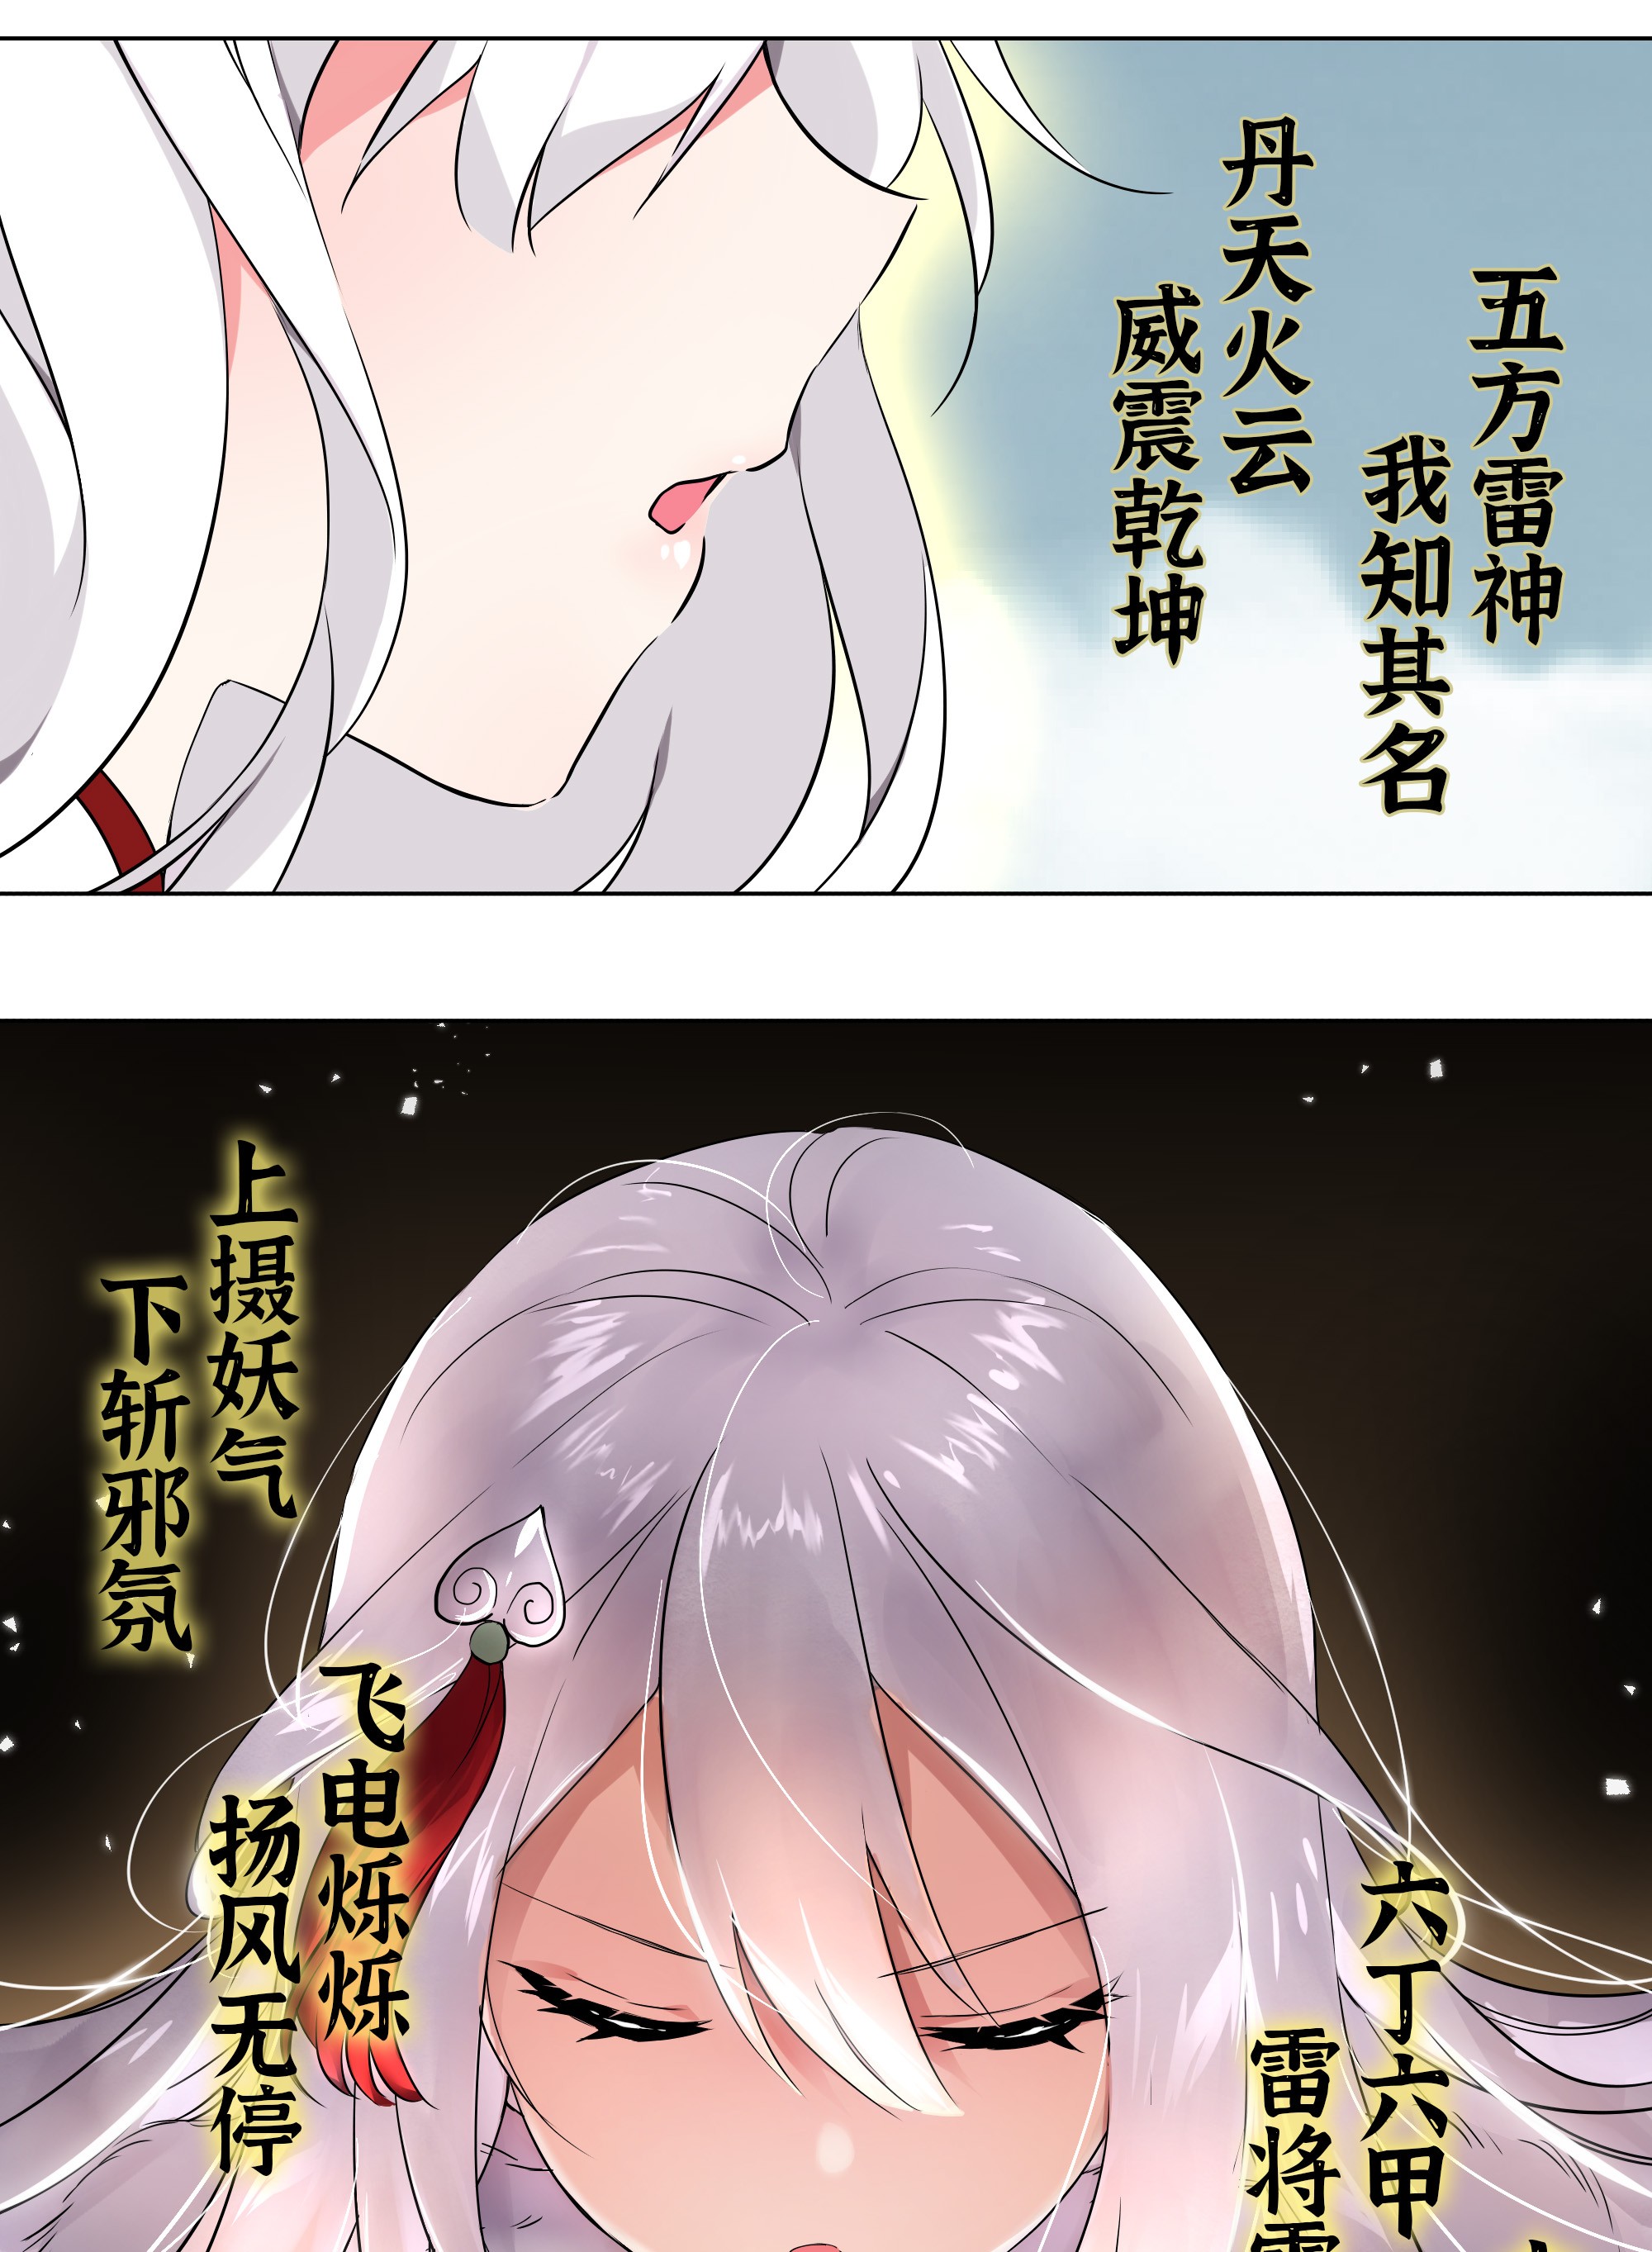 五方雷神
我知其名
丹天火云
威震乾坤
上摄妖气
下斩邪氛
飞电烁烁
扬风无停
六丁六甲
雷将